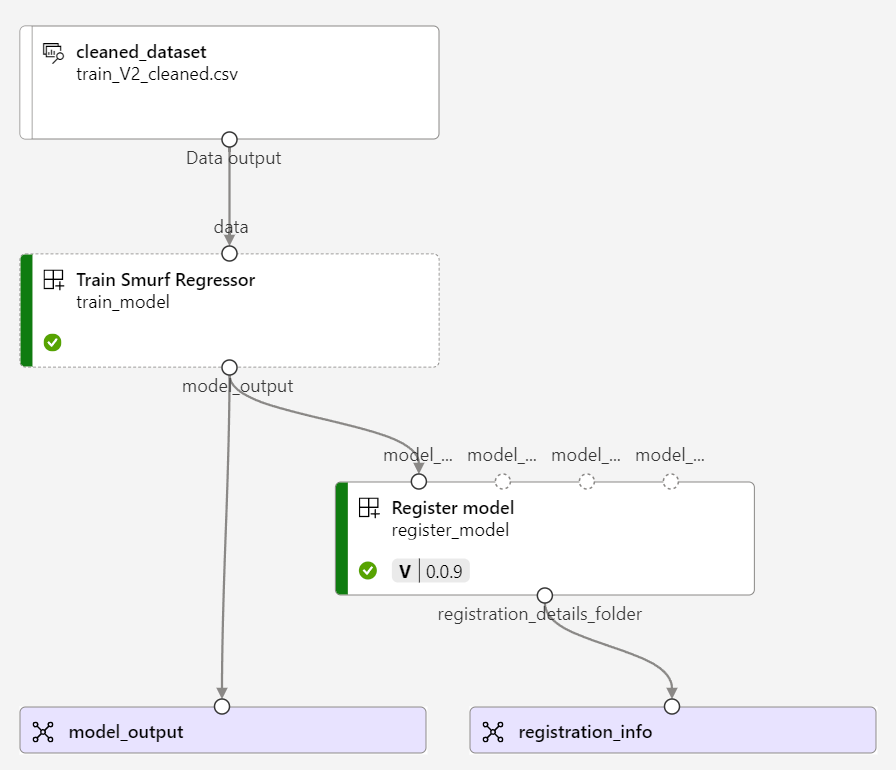 cleaned_dataset
train_V2_cleaned.csv
Data output
data
Train Smurf Regressor
train_model
model_output
model_... model_... model_... model_...
Register model
register_model
V 0.0.9
registration_details_folder
model_output
registration_info